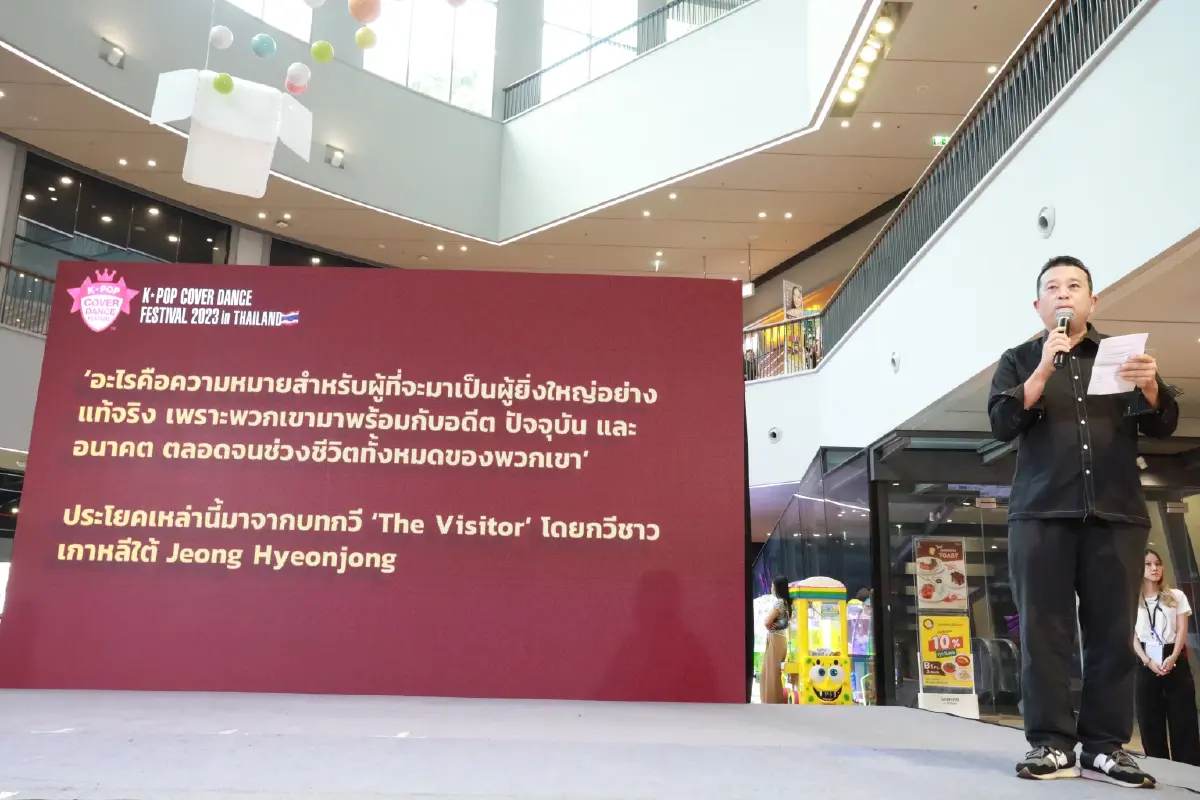 K★POP
COVER
DANCE
FESTIVAL
K★POP COVER DANCE
FESTIVAL 2023 in THAILAND
‘อะไรคือความหมายสำหรับผู้ที่จะมาเป็นผู้ยิ่งใหญ่อย่าง
แท้จริง เพราะพวกเขามาพร้อมกับอดีต ปัจจุบัน และ
อนาคต ตลอดจนช่วงชีวิตทั้งหมดของพวกเขา’
ประโยคเหล่านี้มาจากบทกวี ‘The Visitor’ โดยกวีชาว
เกาหลีใต้ Jeong Hyeonjong
TOAST
10%